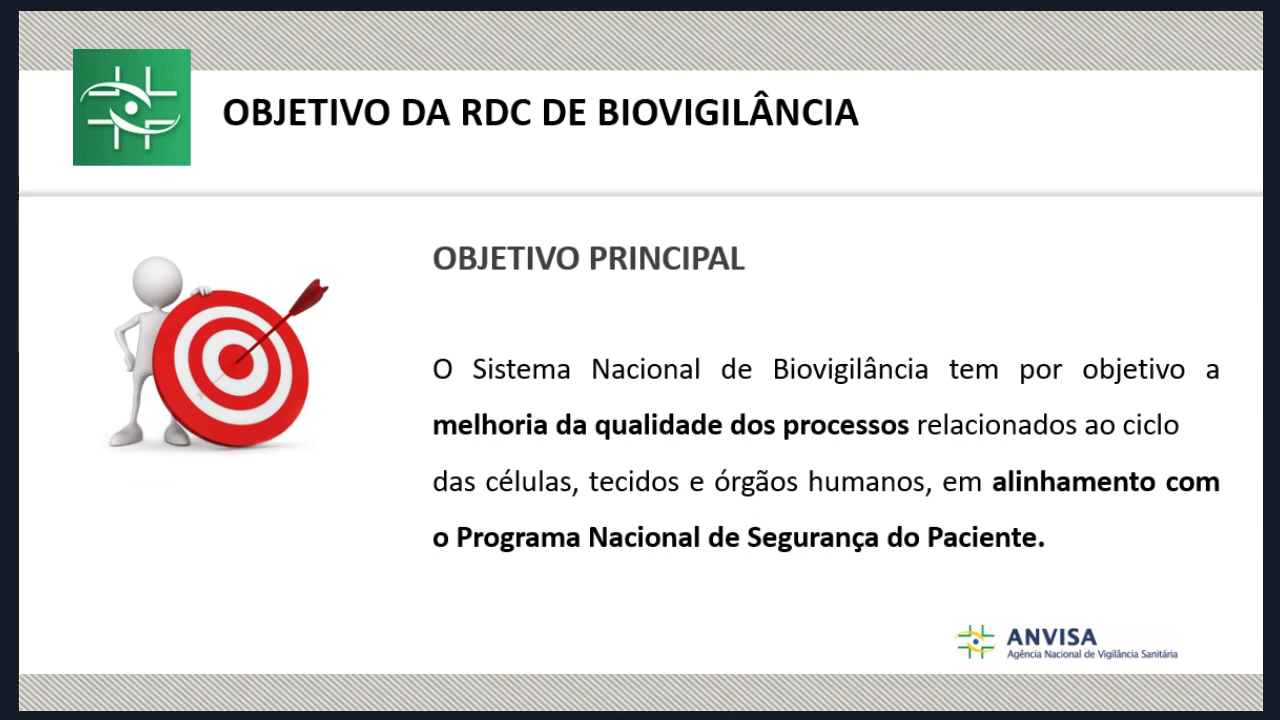 OBJETIVO DA RDC DE BIOVIGILÂNCIA
OBJETIVO PRINCIPAL
O Sistema Nacional de Biovigilância tem por objetivo a
melhoria da qualidade dos processos relacionados ao ciclo
das células, tecidos e órgãos humanos, em alinhamento com
o Programa Nacional de Segurança do Paciente.
ANVISA
Agência Nacional de Vigilância Sanitária